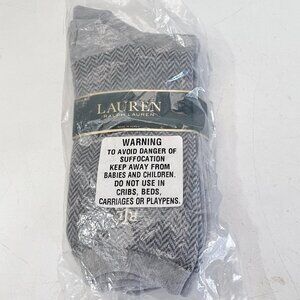 LAUREN
RALPH LAUREN
WARNING
TO AVOID DANGER OF
SUFFOCATION
KEEP AWAY FROM
BABIES AND CHILDREN.
DO NOT USE IN
CRIBS, BEDS,
CARRIAGES OR PLAYPENS.